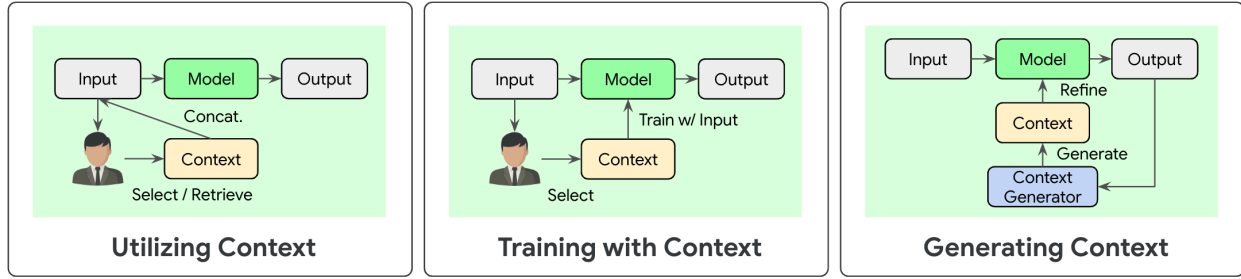 Input
Model
Output
Concat.
Context
Select / Retrieve
Utilizing Context
Input
Model
Output
Train w/ Input
Context
Select
Training with Context
Input
Model
Output
Refine
Context
Generate
Context
Generator
Generating Context